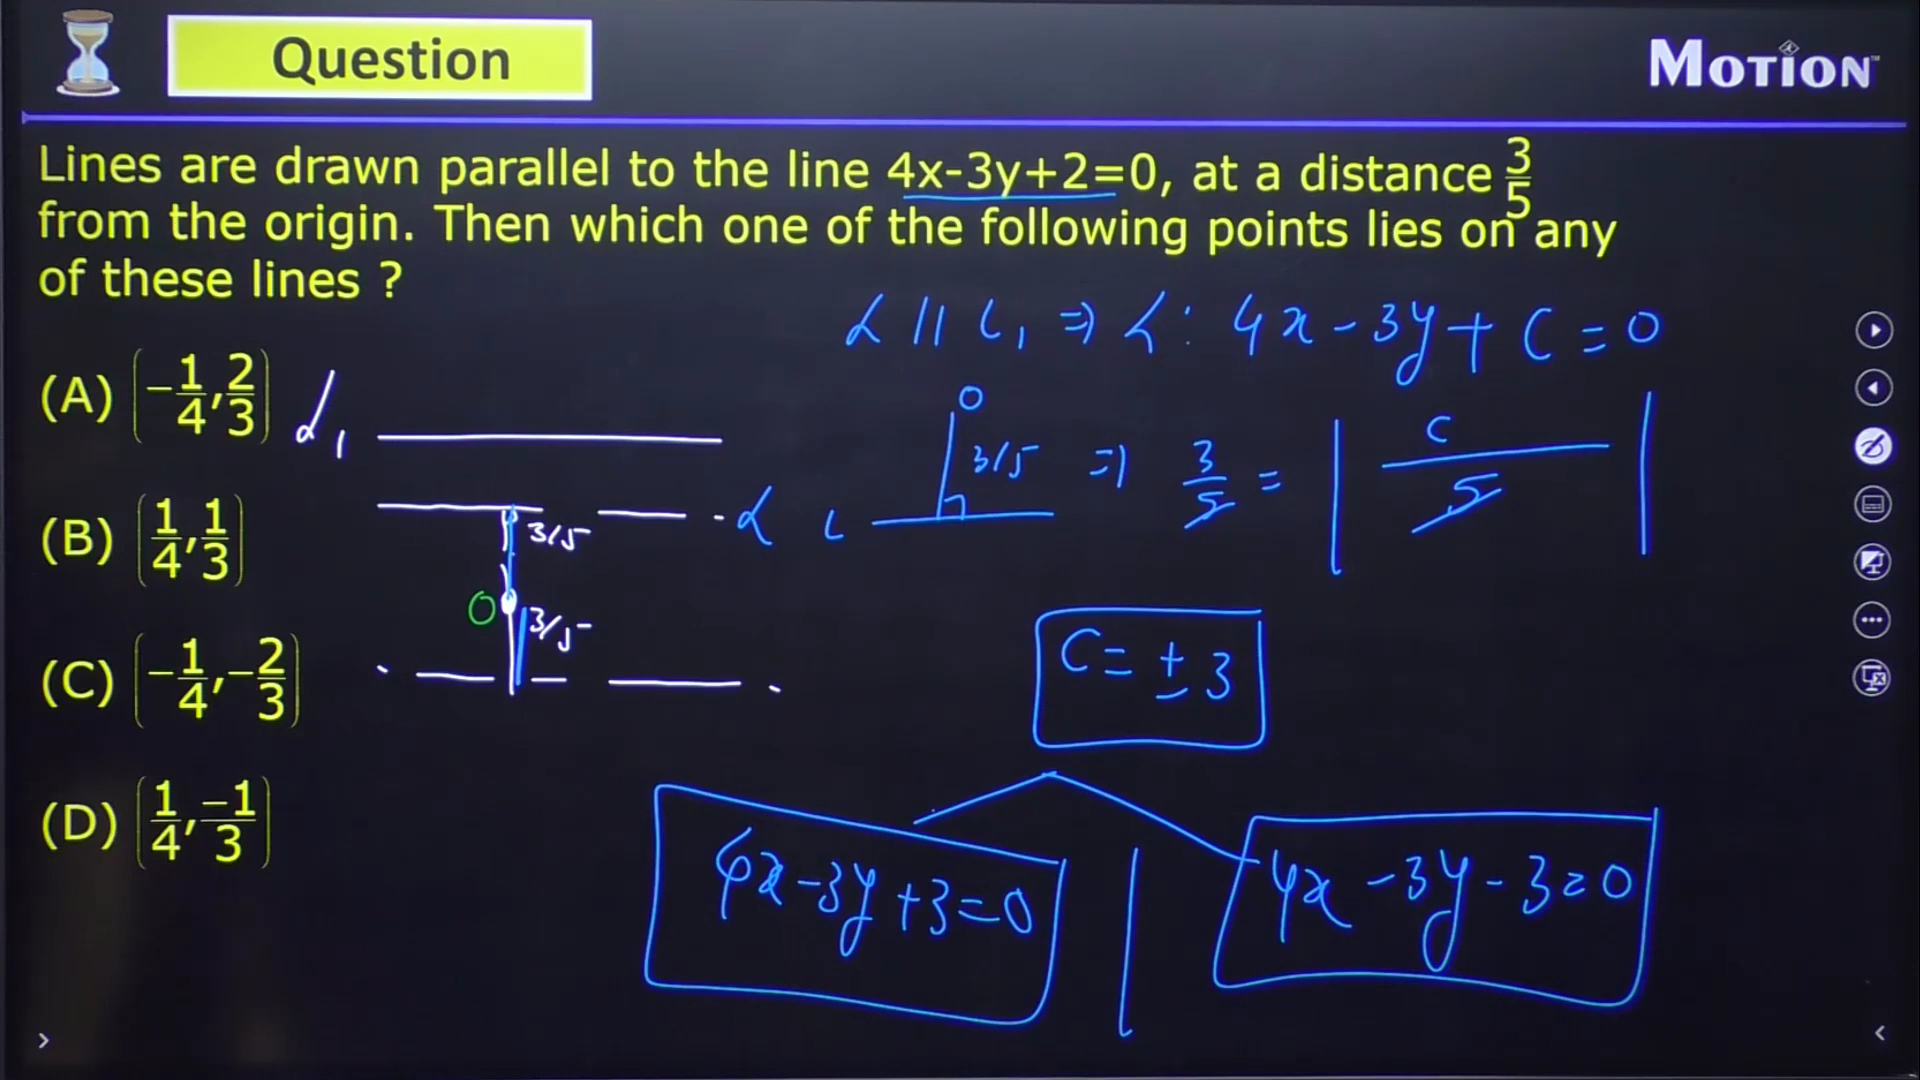 Question
MOTION
Lines are drawn parallel to the line 4x-3y+2=0, at a distance 3/5
from the origin. Then which one of the following points lies on any
of these lines ?
L || L₁ ⇒ L: 4x - 3y + C = 0
(A) (-1/4, 2/3)
L₁
O
3/5 ⇒ 3/5 = | C/5 |
L
L
(B) (1/4, 1/3)
3/5
O
3/5
C = ± 3
(C) (-1/4, -2/3)
(D) (1/4, -1/3)
4x - 3y + 3 = 0
4x - 3y - 3 = 0